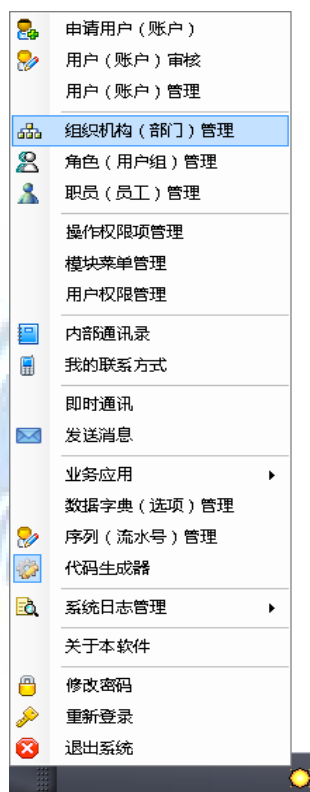 申请用户（账户）
用户（账户）审核
用户（账户）管理
组织机构（部门）管理
角色（用户组）管理
职员（员工）管理
操作权限项管理
模块菜单管理
用户权限管理
内部通讯录
我的联系方式
即时通讯
发送消息
业务应用
数据字典（选项）管理
序列（流水号）管理
代码生成器
系统日志管理
关于本软件
修改密码
重新登录
退出系统